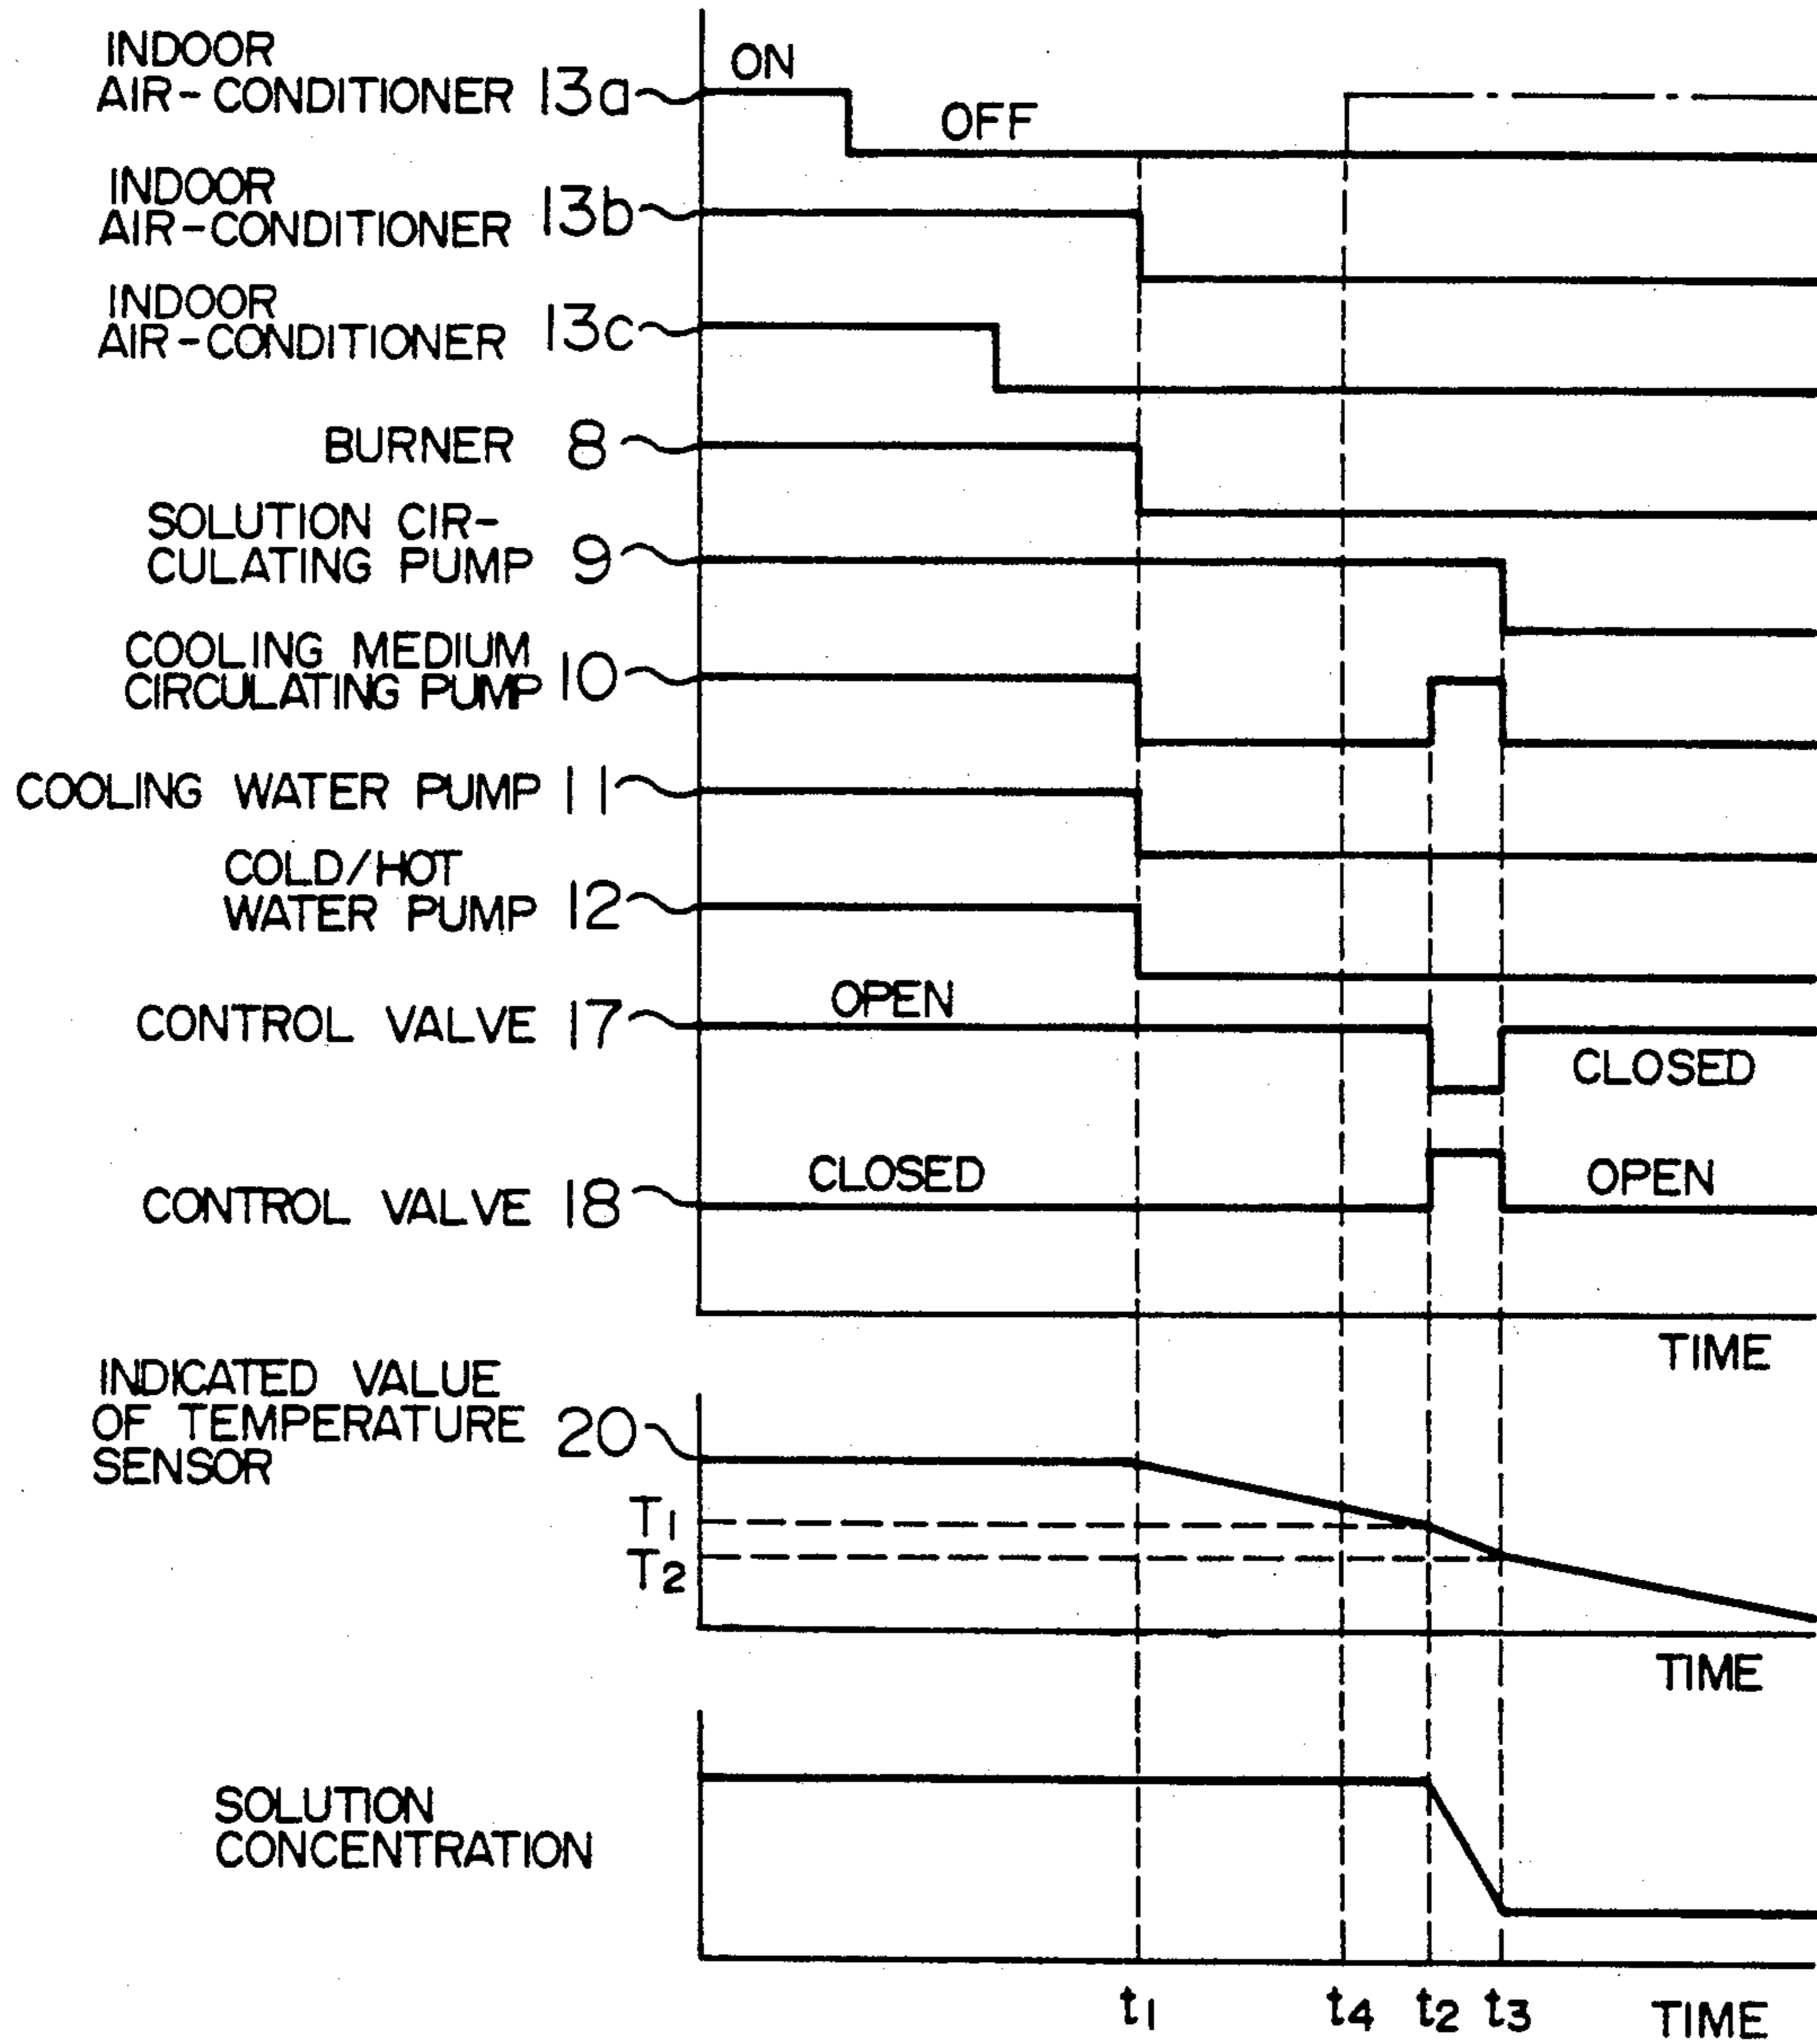 INDOOR
AIR-CONDITIONER 13a
ON
OFF
INDOOR
AIR-CONDITIONER 13b
INDOOR
AIR-CONDITIONER 13c
BURNER 8
SOLUTION CIR-
CULATING PUMP 9
COOLING MEDIUM
CIRCULATING PUMP 10
COOLING WATER PUMP 11
COLD/HOT
WATER PUMP 12
OPEN
CONTROL VALVE 17
CLOSED
CLOSED
OPEN
CONTROL VALVE 18
TIME
INDICATED VALUE
OF TEMPERATURE
SENSOR 20
T1
T2
TIME
SOLUTION
CONCENTRATION
t1 t4 t2 t3 TIME